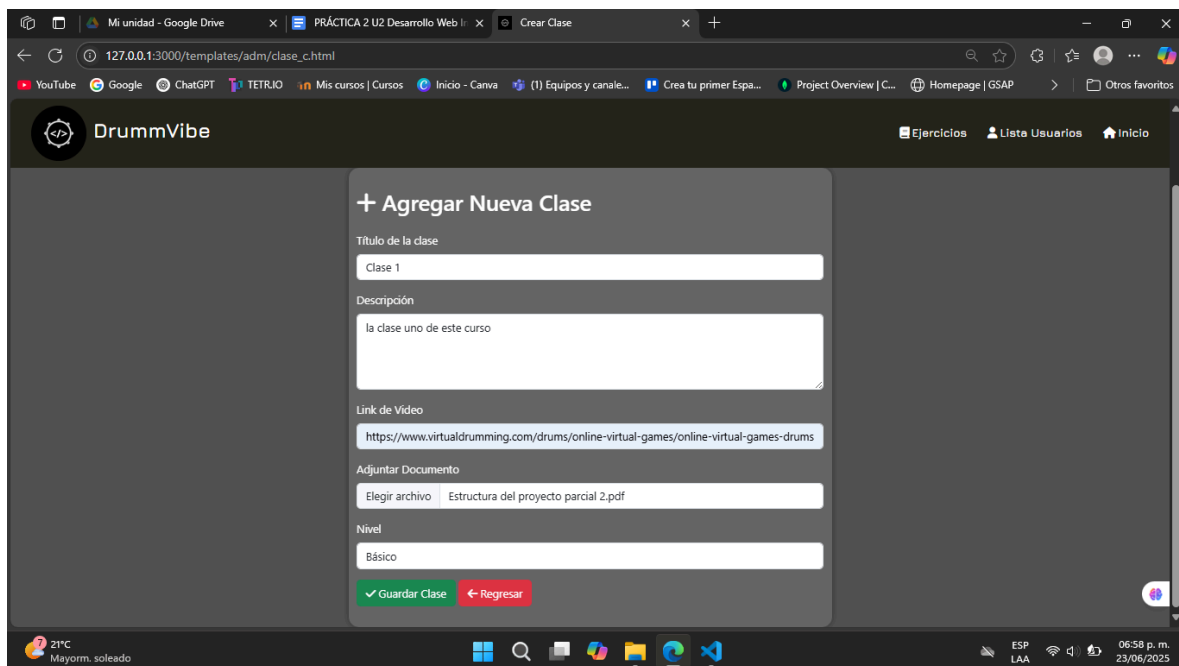 Mi unidad - Google Drive
PRÁCTICA 2 U2 Desarrollo Web In
Crear Clase
127.0.0.1:3000/templates/adm/clase_c.html
YouTube
Google
ChatGPT
TETR.IO
Mis cursos | Cursos
Inicio - Canva
(1) Equipos y canale...
Crea tu primer Espa...
Project Overview | C...
Homepage | GSAP
Otros favoritos
DrummVibe
Ejercicios
Lista Usuarios
Inicio
Agregar Nueva Clase
Título de la clase
Clase 1
Descripción
la clase uno de este curso
Link de Video
https://www.virtualdrumming.com/drums/online-virtual-games/online-virtual-games-drums
Adjuntar Documento
Elegir archivo Estructura del proyecto parcial 2.pdf
Nivel
Básico
Guardar Clase
Regresar
7
21°C
Mayorm. soleado
ESP
LAA
06:58 p. m.
23/06/2025